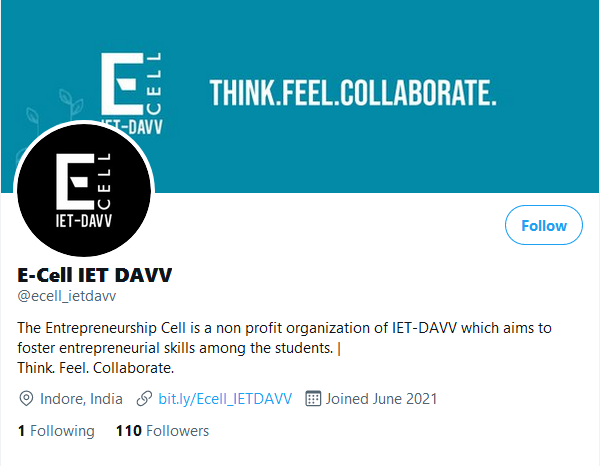 E
CELL
IET-DAVV
THINK.FEEL.COLLABORATE.
E
CELL
IET-DAVV
Follow
E-Cell IET DAVV
@ecell_ietdavv
The Entrepreneurship Cell is a non profit organization of IET-DAVV which aims to
foster entrepreneurial skills among the students. |
Think. Feel. Collaborate.
Indore, India bit.ly/Ecell_IETDAVV Joined June 2021
1 Following 110 Followers